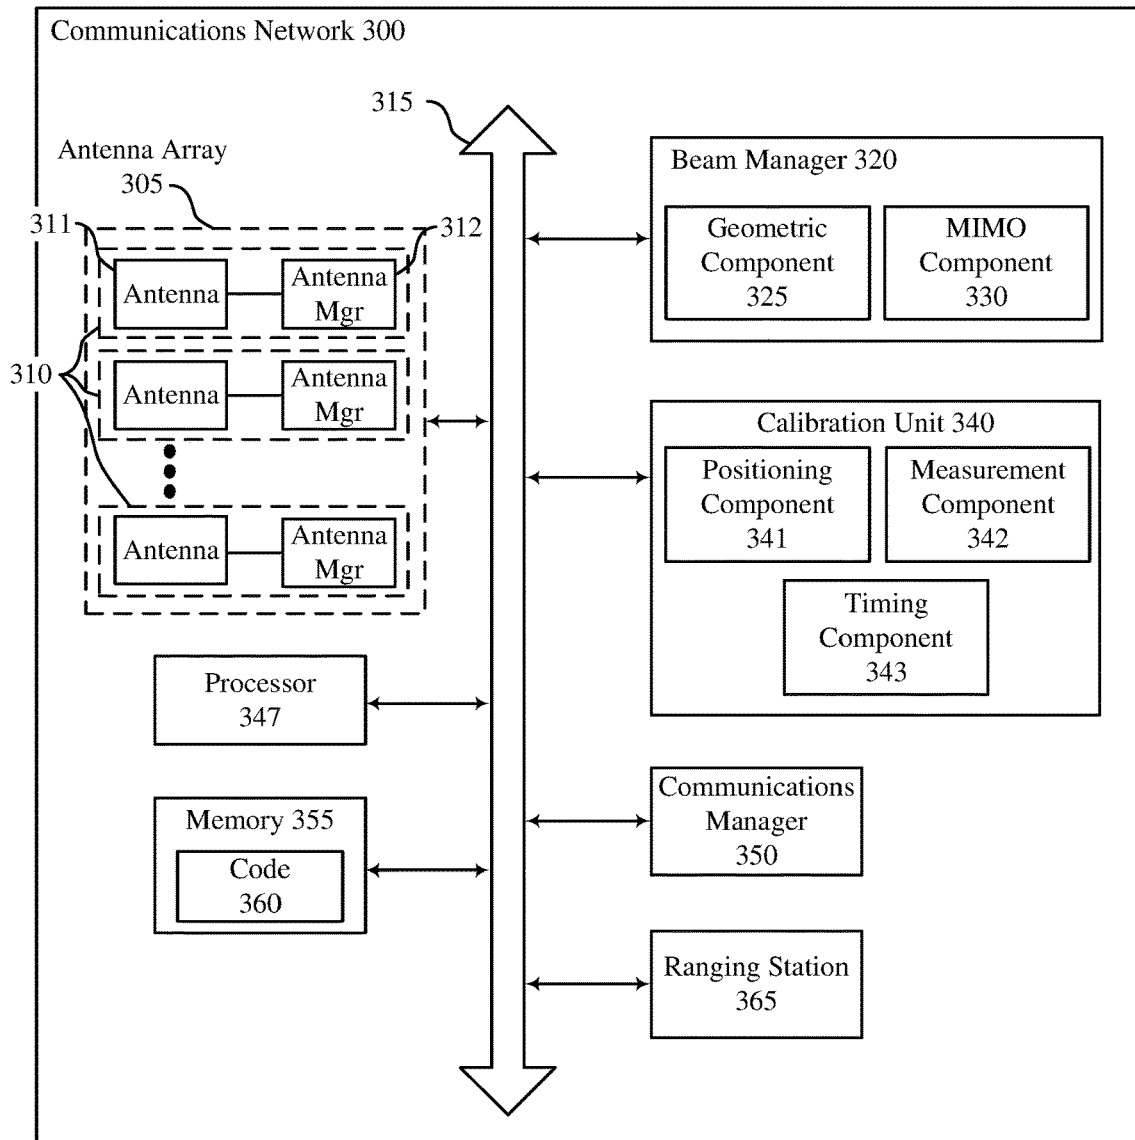 Communications Network 300
315
Antenna Array
305
311
312
Antenna
Antenna
Mgr
310
Antenna
Antenna
Mgr
Antenna
Antenna
Mgr
Processor
347
Memory 355
Code
360
Beam Manager 320
Geometric
Component
325
MIMO
Component
330
Calibration Unit 340
Positioning
Component
341
Measurement
Component
342
Timing
Component
343
Communications
Manager
350
Ranging Station
365